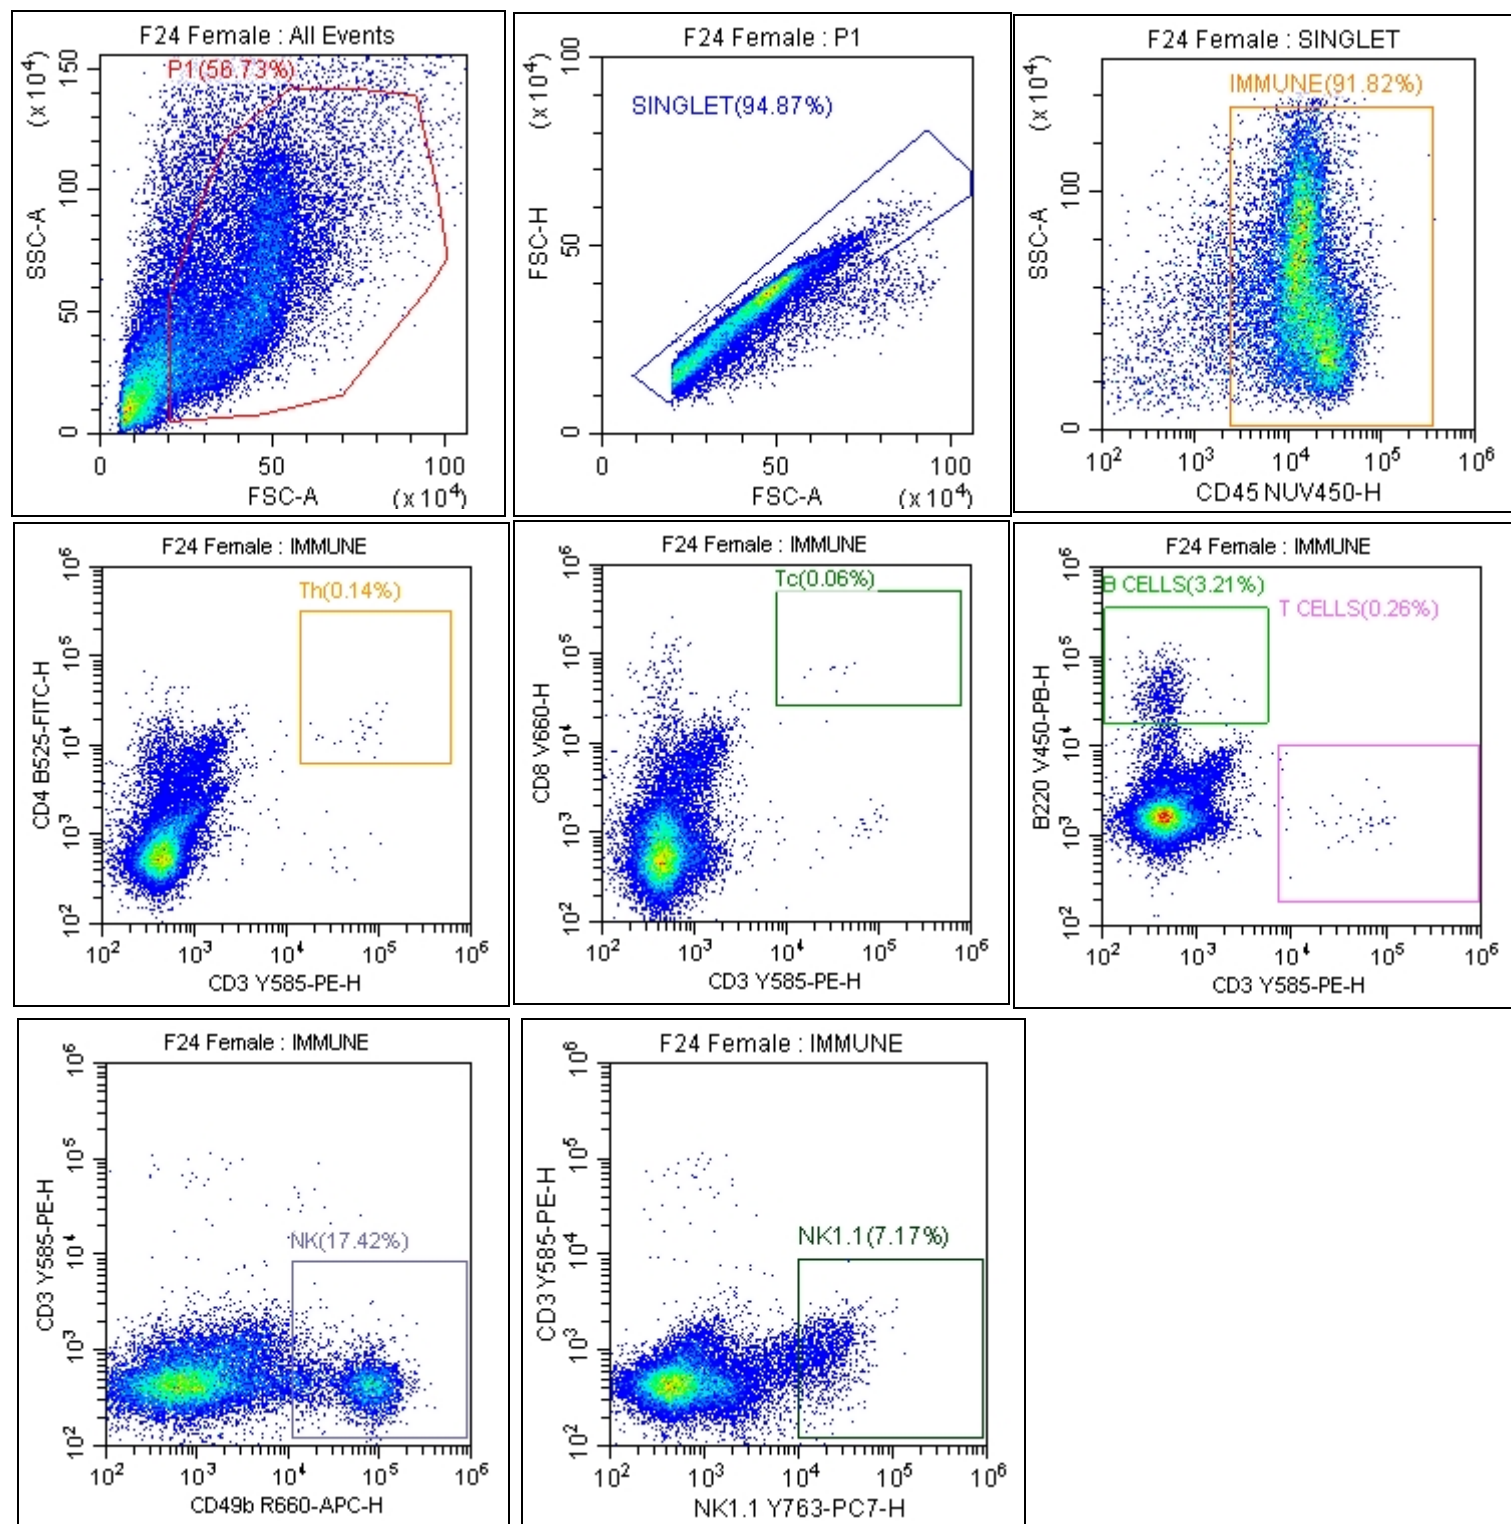 F24 Female : All Events
P1(56.73%)
(x 10⁴)
SSC-A
150
100
50
0
0 50 100
FSC-A (x 10⁴)
F24 Female : P1
SINGLET(94.87%)
(x 10⁴)
FSC-H
100
50
0
0 50 100
FSC-A (x 10⁴)
F24 Female : SINGLET
IMMUNE(91.82%)
(x 10⁴)
SSC-A
100
0
10² 10³ 10⁴ 10⁵ 10⁶
CD45 NUV450-H
F24 Female : IMMUNE
Th(0.14%)
CD4 B525-FITC-H
10⁶
10⁵
10⁴
10³
10²
10² 10³ 10⁴ 10⁵ 10⁶
CD3 Y585-PE-H
F24 Female : IMMUNE
Tc(0.06%)
CD8 V660-H
10⁶
10⁵
10⁴
10³
10²
10² 10³ 10⁴ 10⁵ 10⁶
CD3 Y585-PE-H
F24 Female : IMMUNE
B CELLS(3.21%)
T CELLS(0.26%)
B220 V450-PB-H
10⁶
10⁵
10⁴
10³
10²
10² 10³ 10⁴ 10⁵ 10⁶
CD3 Y585-PE-H
F24 Female : IMMUNE
NK(17.42%)
CD3 Y585-PE-H
10⁶
10⁵
10⁴
10³
10²
10² 10³ 10⁴ 10⁵ 10⁶
CD49b R660-APC-H
F24 Female : IMMUNE
NK1.1(7.17%)
CD3 Y585-PE-H
10⁶
10⁵
10⁴
10³
10²
10² 10³ 10⁴ 10⁵ 10⁶
NK1.1 Y763-PC7-H